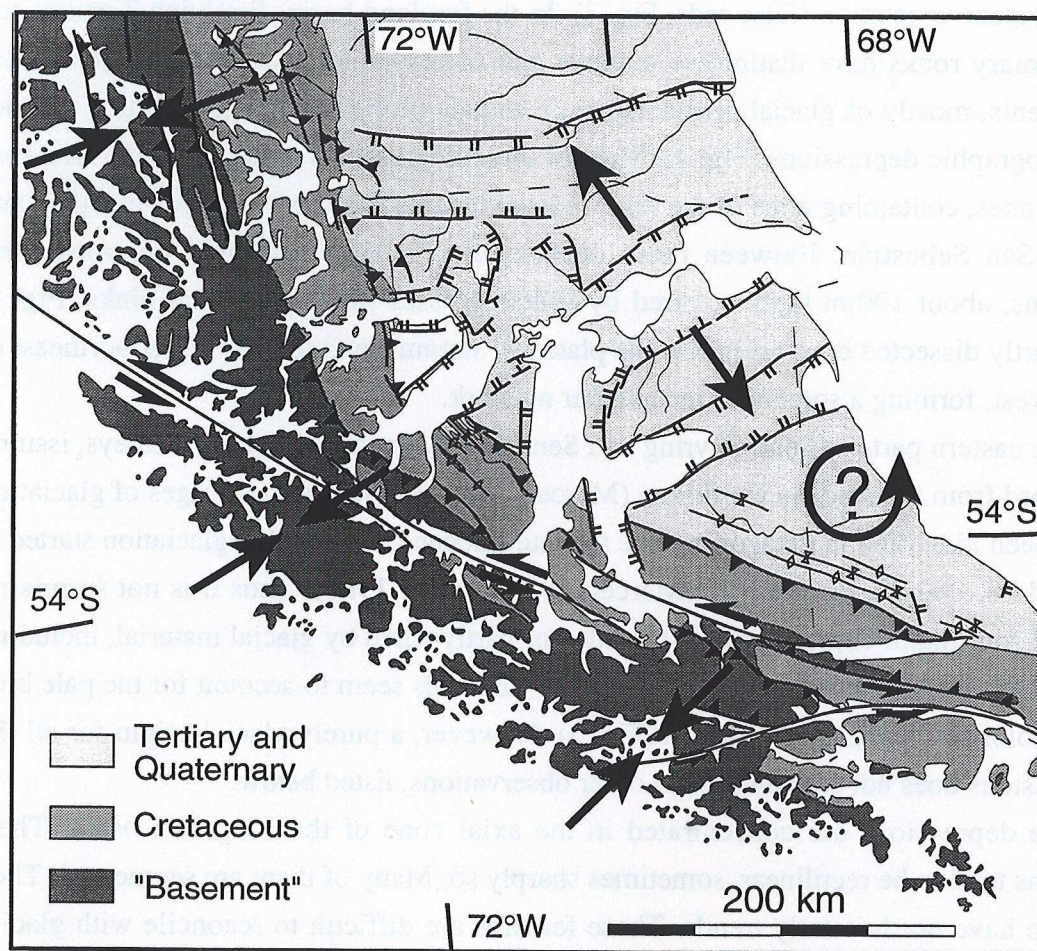 72°W
68°W
?
54°S
54°S
Tertiary and
Quaternary
Cretaceous
"Basement"
200 km
72°W